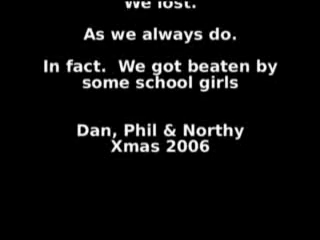 We lost.
As we always do.
In fact.  We got beaten by
some school girls
Dan, Phil & Northy
Xmas 2006